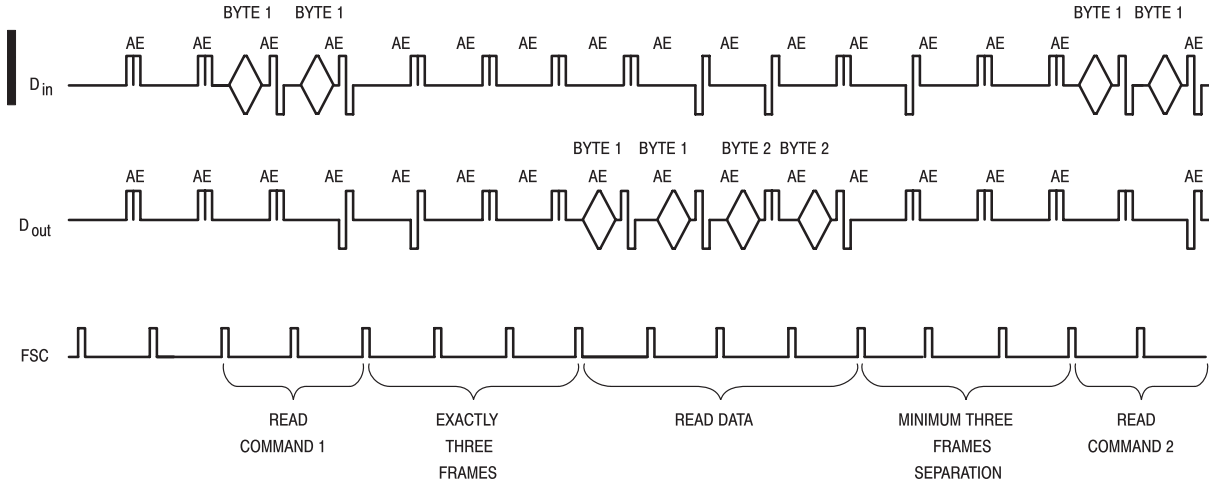 BYTE 1 BYTE 1 BYTE 1 BYTE 1
AE AE AE AE AE AE AE AE AE AE AE AE AE AE AE AE
Din
BYTE 1 BYTE 1 BYTE 2 BYTE 2
AE AE AE AE AE AE AE AE AE AE AE AE AE AE AE AE
Dout
FSC
READ
COMMAND 1
EXACTLY
THREE
FRAMES
READ DATA
MINIMUM THREE
FRAMES
SEPARATION
READ
COMMAND 2